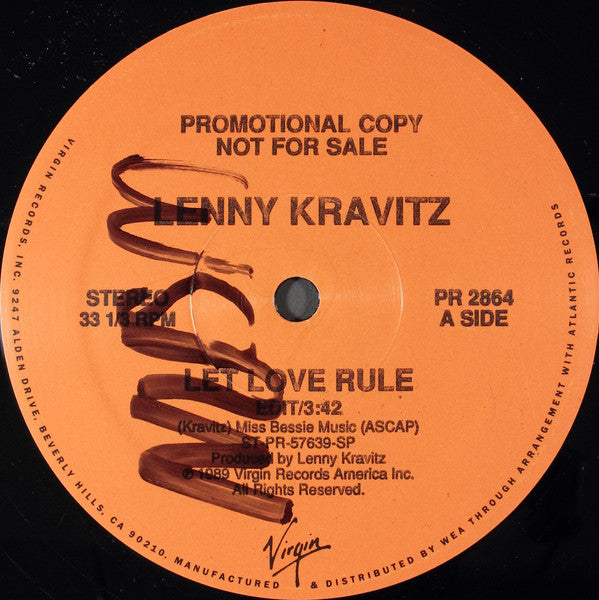 PROMOTIONAL COPY
NOT FOR SALE
LENNY KRAVITZ
STEREO
33 1/3 RPM
PR 2864
A SIDE
LET LOVE RULE
EDIT/3:42
(Kravitz) Miss Bessie Music (ASCAP)
ST-PR-57639-SP
Produced by Lenny Kravitz
℗ 1989 Virgin Records America Inc.
All Rights Reserved.
Virgin
VIRGIN RECORDS, INC. 9247 ALDEN DRIVE, BEVERLY HILLS, CA 90210. MANUFACTURED & DISTRIBUTED BY WEA THROUGH ARRANGEMENT WITH ATLANTIC RECORDS